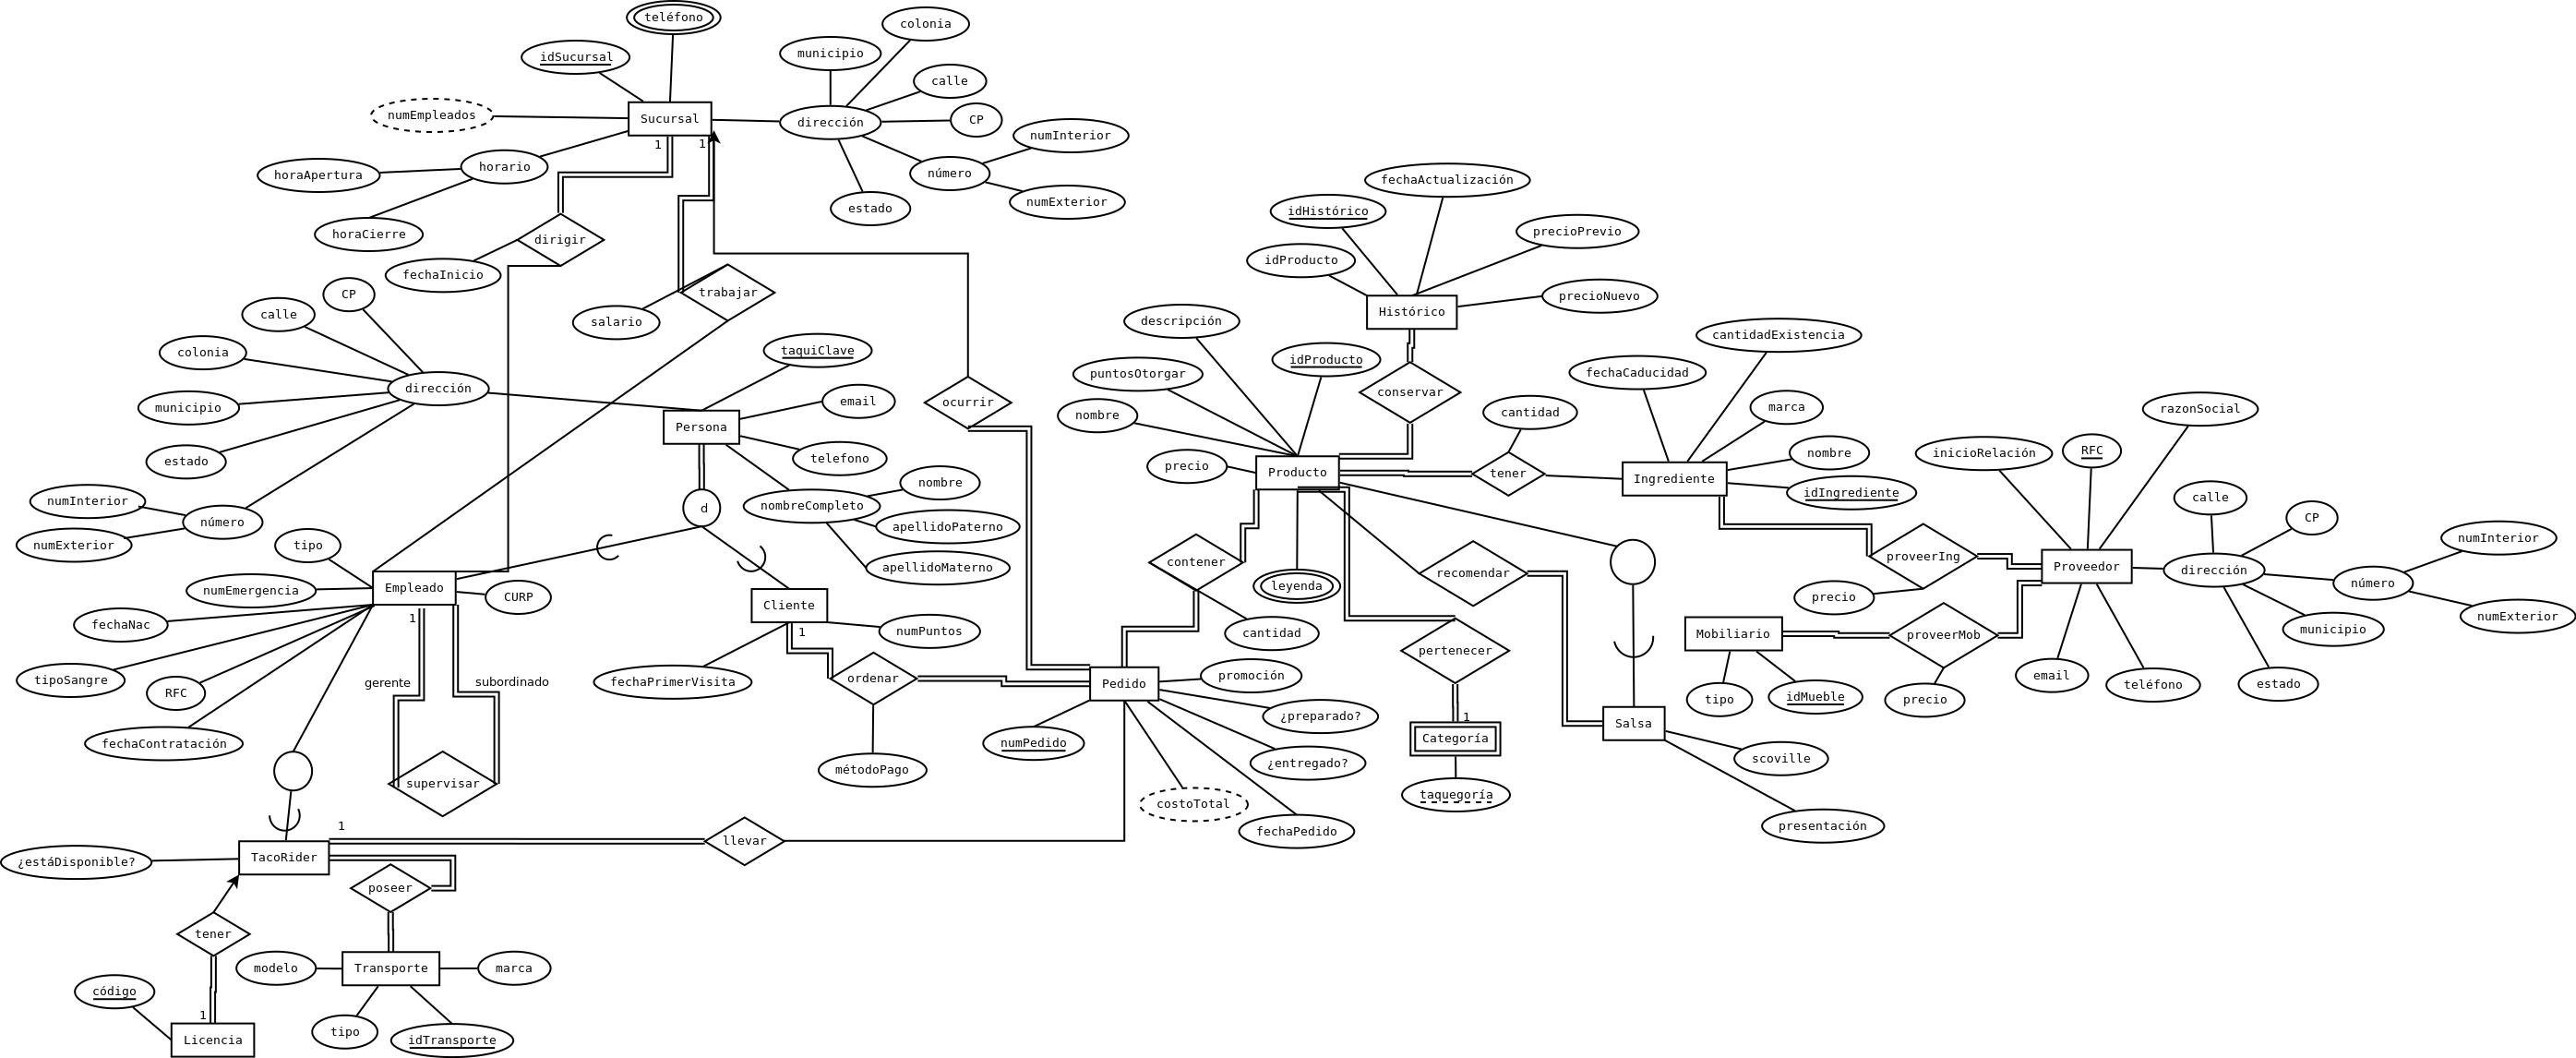 teléfono
colonia
municipio
idSucursal
calle
numEmpleados
Sucursal
dirección
CP
numInterior
1
1
horaApertura
horario
número
numExterior
estado
horaCierre
dirigir
fechaInicio
trabajar
salario
CP
calle
colonia
dirección
municipio
estado
numInterior
número
numExterior
taquiClave
email
Persona
telefono
nombre
nombreCompleto
apellidoPaterno
apellidoMaterno
d
ocurrir
tipo
numEmergencia
Empleado
CURP
fechaNac
1
tipoSangre
RFC
fechaContratación
gerente
subordinado
supervisar
Cliente
1
numPuntos
fechaPrimerVisita
ordenar
métodoPago
fechaActualización
idHistórico
precioPrevio
idProducto
precioNuevo
Histórico
descripción
idProducto
puntosOtorgar
nombre
conservar
precio
Producto
cantidad
tener
cantidadExistencia
fechaCaducidad
marca
nombre
Ingrediente
idIngrediente
razonSocial
inicioRelación
RFC
calle
CP
numInterior
proveerIng
Proveedor
dirección
número
precio
numExterior
Mobiliario
proveerMob
municipio
email
teléfono
estado
tipo
idMueble
precio
contener
leyenda
recomendar
cantidad
pertenecer
Pedido
promoción
¿preparado?
numPedido
¿entregado?
costoTotal
fechaPedido
1
Categoría
taquegoría
Salsa
scoville
presentación
1
llevar
¿estáDisponible?
TacoRider
poseer
tener
modelo
Transporte
marca
código
1
tipo
idTransporte
Licencia